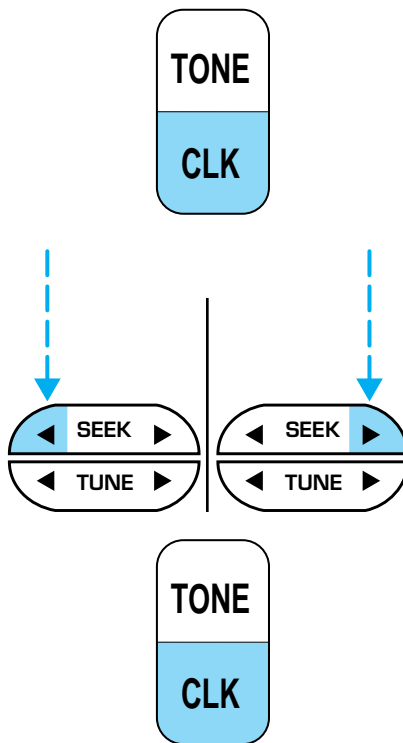 TONE
CLK
◀ SEEK ▶
◀ TUNE ▶
◀ SEEK ▶
◀ TUNE ▶
TONE
CLK